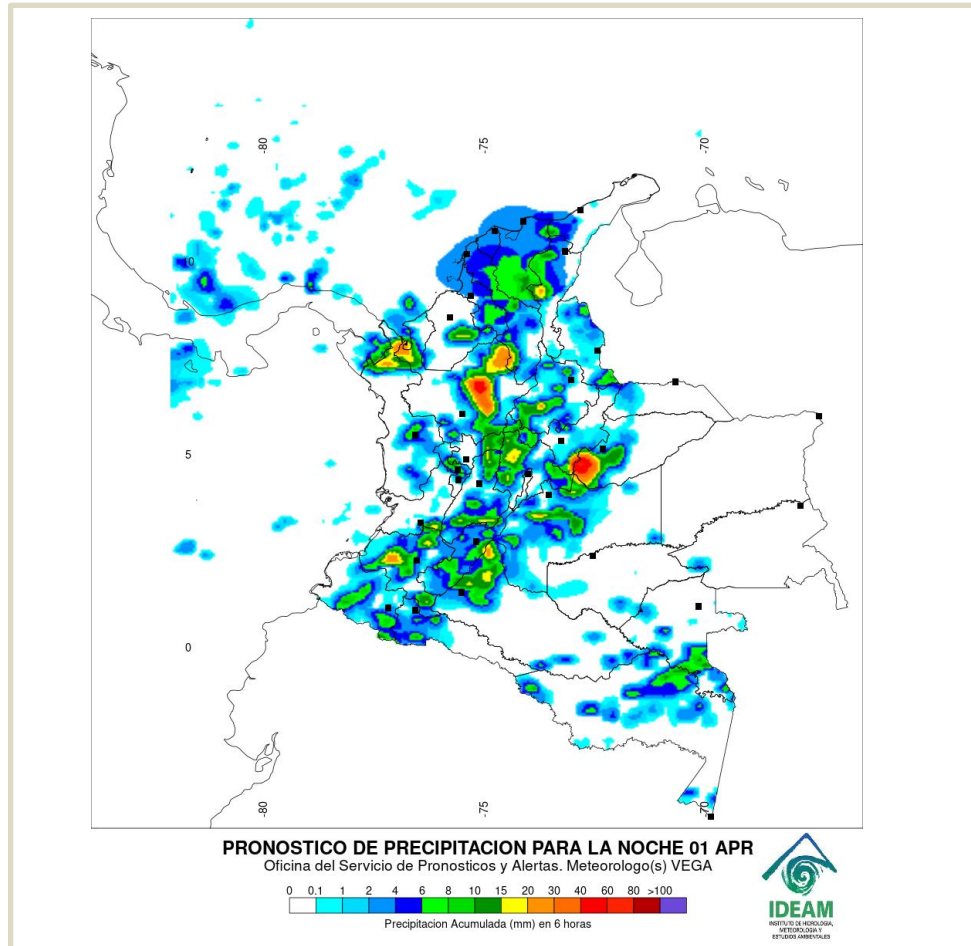 -80
-75
-70
10
5
0
-80
-75
-70
PRONOSTICO DE PRECIPITACION PARA LA NOCHE 01 APR
Oficina del Servicio de Pronosticos y Alertas. Meteorologo(s) VEGA
0 0.1 1 2 4 6 8 10 15 20 30 40 60 80 >100
Precipitacion Acumulada (mm) en 6 horas
IDEAM
INSTITUTO DE HIDROLOGIA,
METEOROLOGIA Y
ESTUDIOS AMBIENTALES